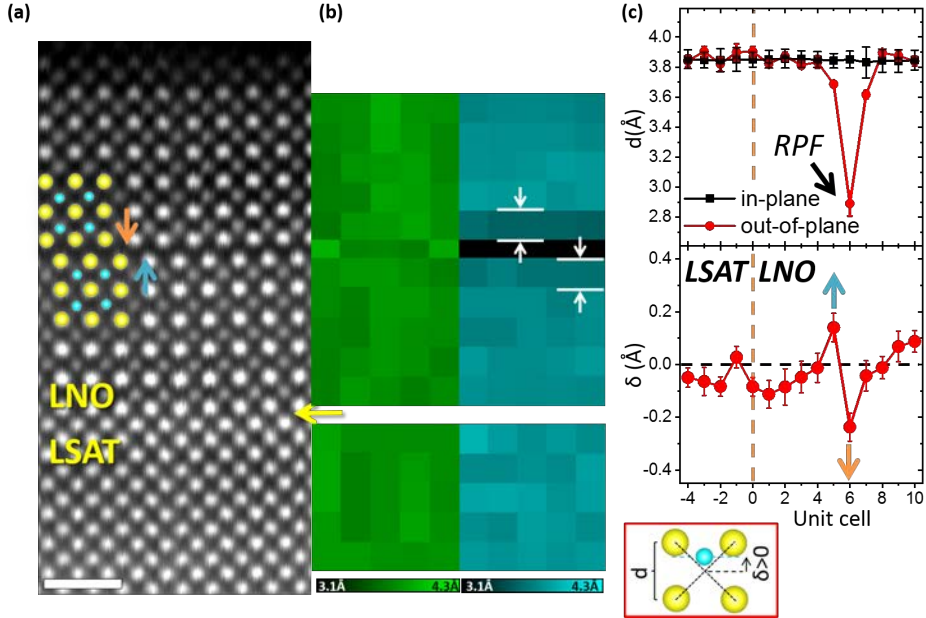 (a)
(b)
(c)
LNO
LSAT
3.1Å
4.3Å
3.1Å
4.3Å
d(Å)
4.0
3.8
3.6
3.4
3.2
3.0
2.8
RPF
in-plane
out-of-plane
LSAT LNO
δ (Å)
0.4
0.2
0.0
-0.2
-0.4
-4 -2 0 2 4 6 8 10
Unit cell
d
δ>0